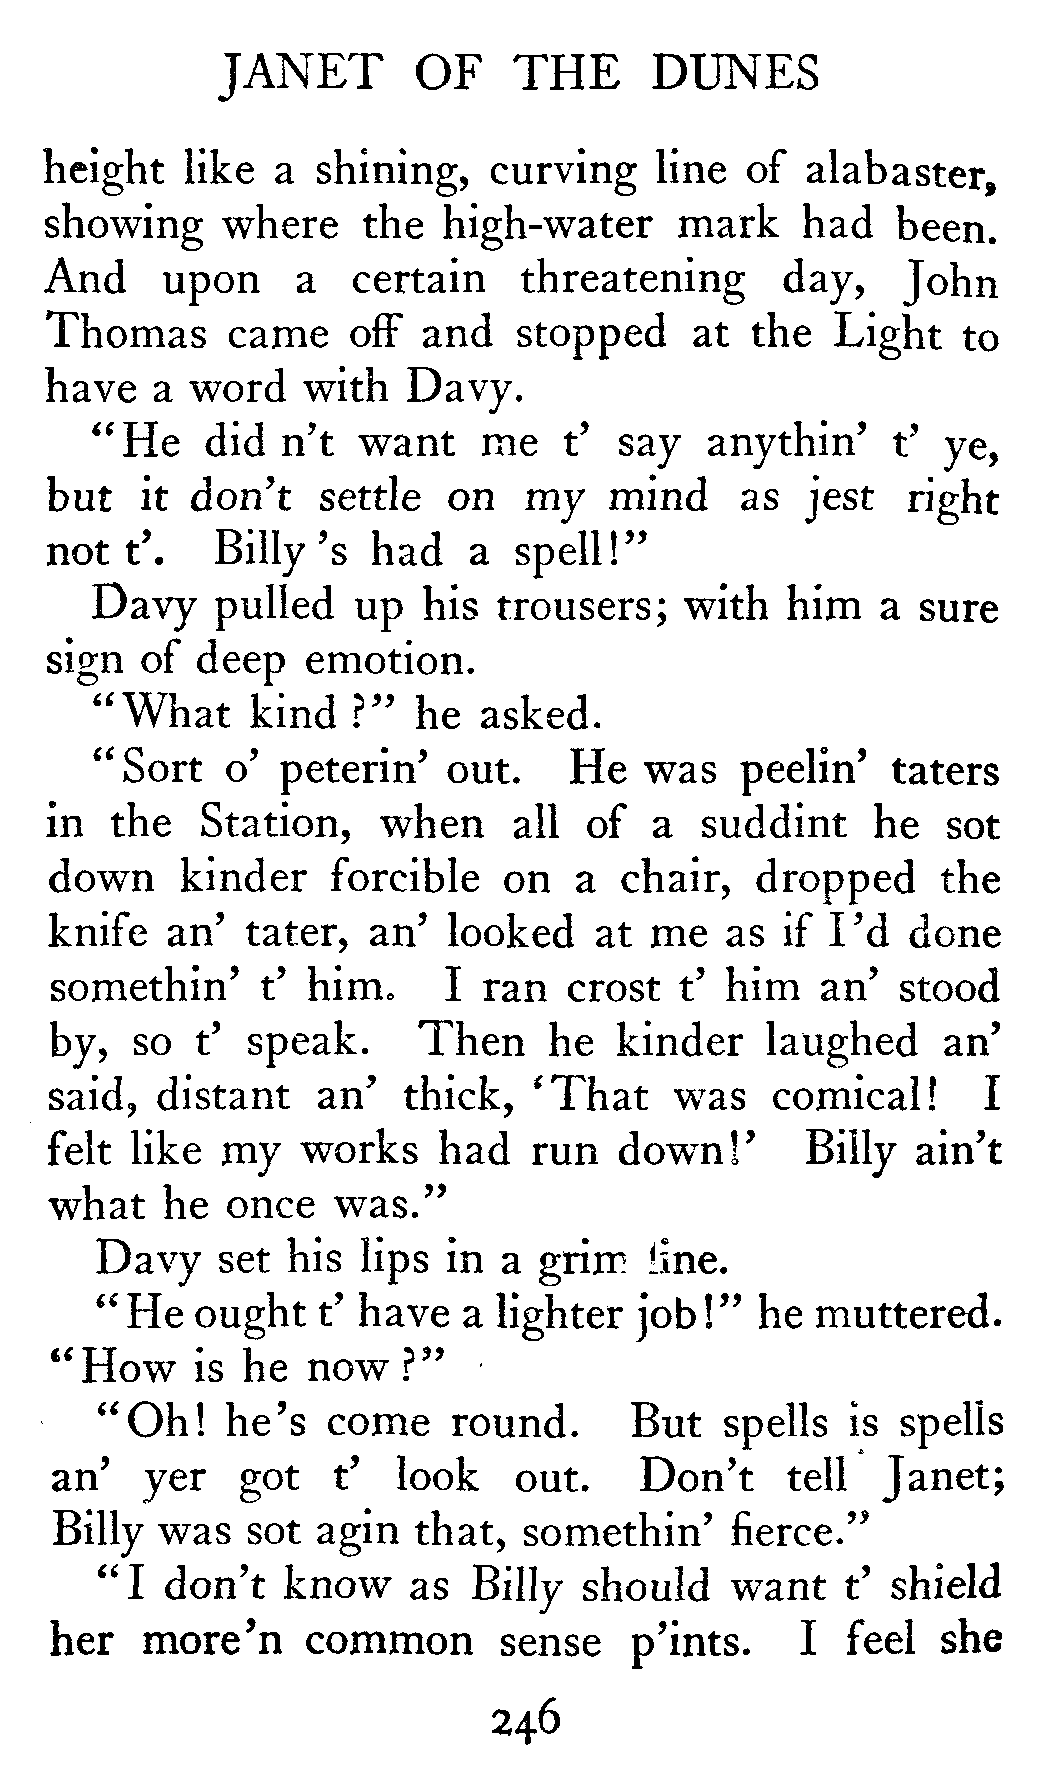 JANET OF THE DUNES
height like a shining, curving line of alabaster,
showing where the high-water mark had been.
And upon a certain threatening day, John
Thomas came off and stopped at the Light to
have a word with Davy.
"He did n't want me t' say anythin' t' ye,
but it don't settle on my mind as jest right
not t'. Billy 's had a spell!"
Davy pulled up his trousers; with him a sure
sign of deep emotion.
"What kind ?" he asked.
"Sort o' peterin' out. He was peelin' taters
in the Station, when all of a suddint he sot
down kinder forcible on a chair, dropped the
knife an' tater, an' looked at me as if I 'd done
somethin' t' him. I ran crost t' him an' stood
by, so t' speak. Then he kinder laughed an'
said, distant an' thick, 'That was comical! I
felt like my works had run down!' Billy ain't
what he once was."
Davy set his lips in a grim line.
"He ought t' have a lighter job!" he muttered.
"How is he now ?"
"Oh! he 's come round. But spells is spells
an' yer got t' look out. Don't tell Janet;
Billy was sot agin that, somethin' fierce."
"I don't know as Billy should want t' shield
her more 'n common sense p'ints. I feel she
246